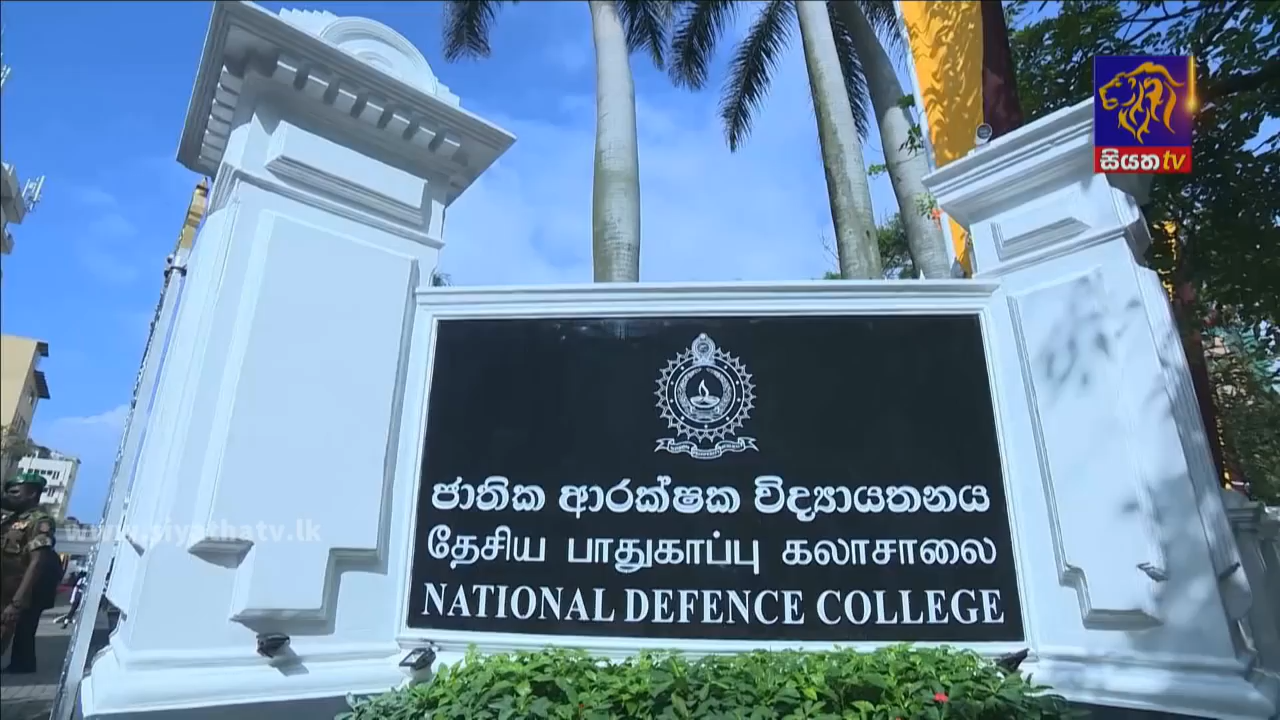 සියත tv
ජාතික ආරක්ෂක විද්‍යායතනය
தேசிய பாதுகாப்பு கலாசாலை
NATIONAL DEFENCE COLLEGE
www.siyathatv.lk